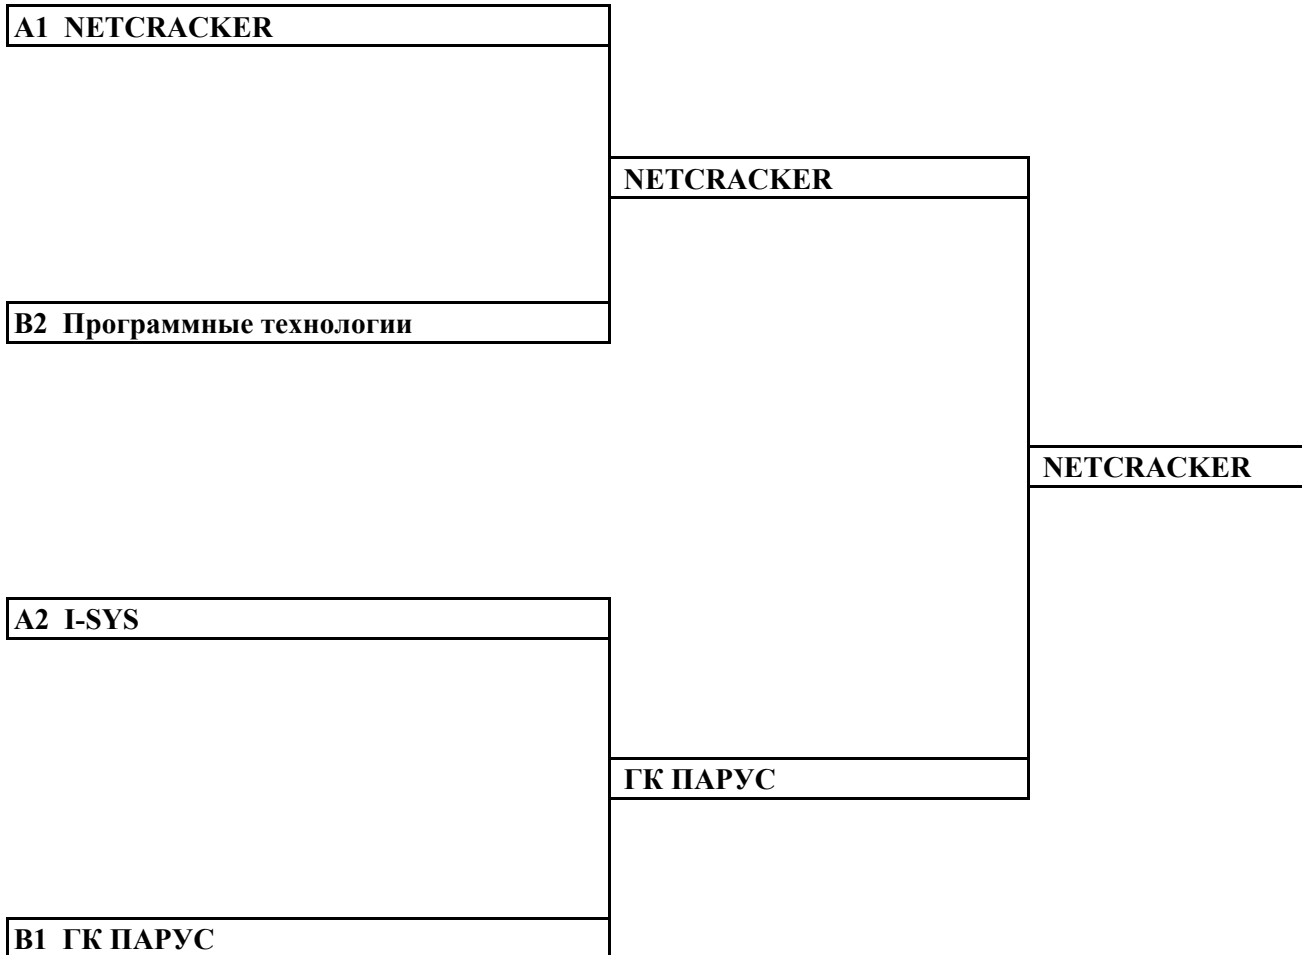 A1 NETCRACKER
NETCRACKER
B2 Программные технологии
NETCRACKER
A2 I-SYS
ГК ПАРУС
B1 ГК ПАРУС